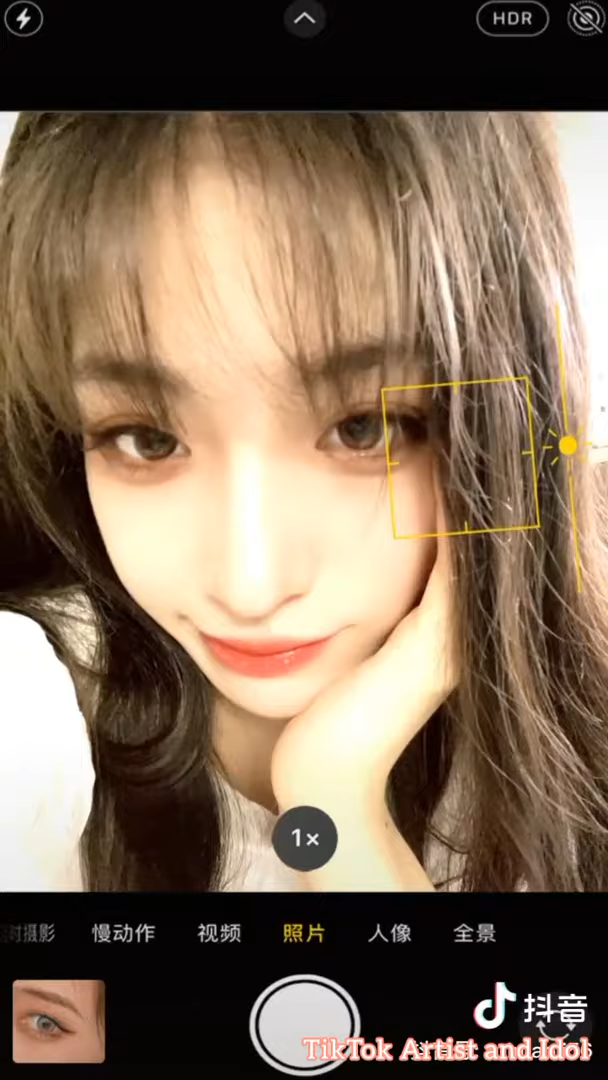 HDR
1×
时摄影 慢动作 视频 照片 人像 全景
抖音
TikTok Artist and Idol